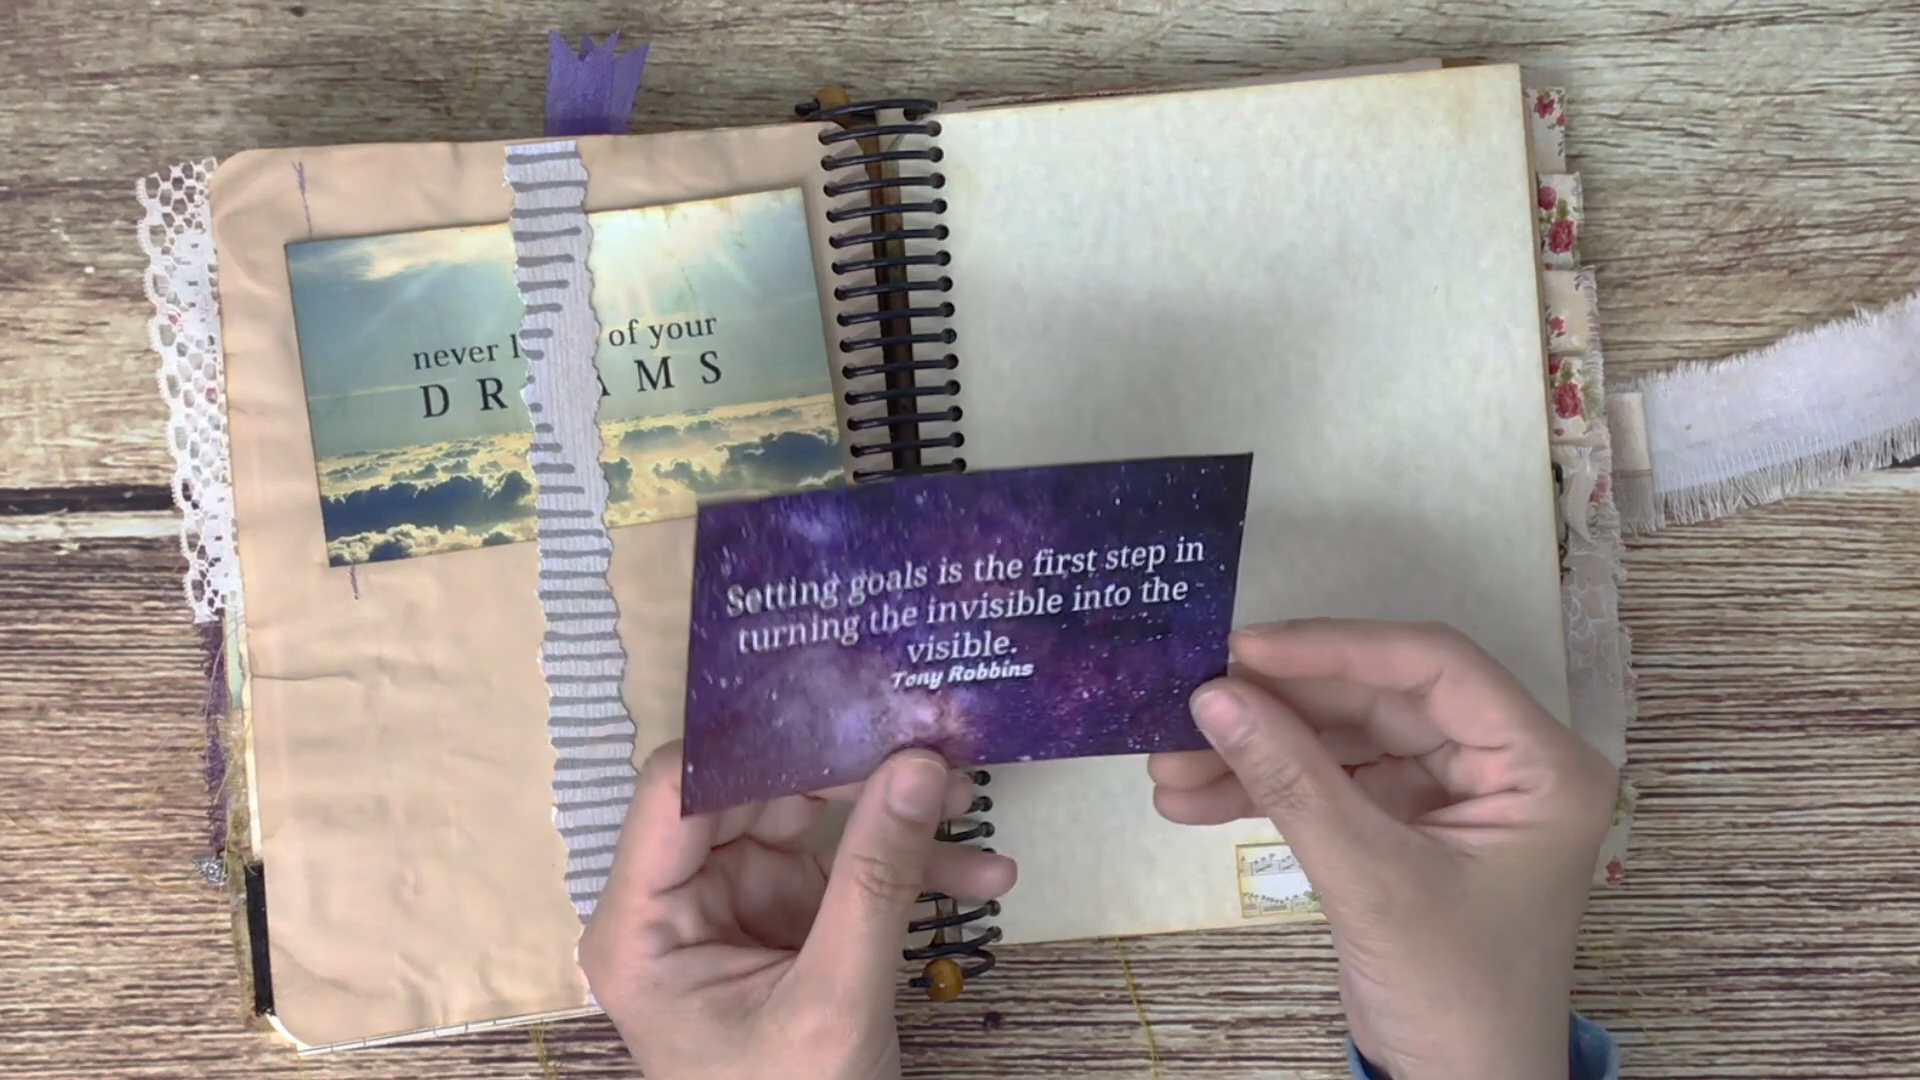 never of your
D R M S
Setting goals is the first step in
turning the invisible into the
visible.
Tony Robbins